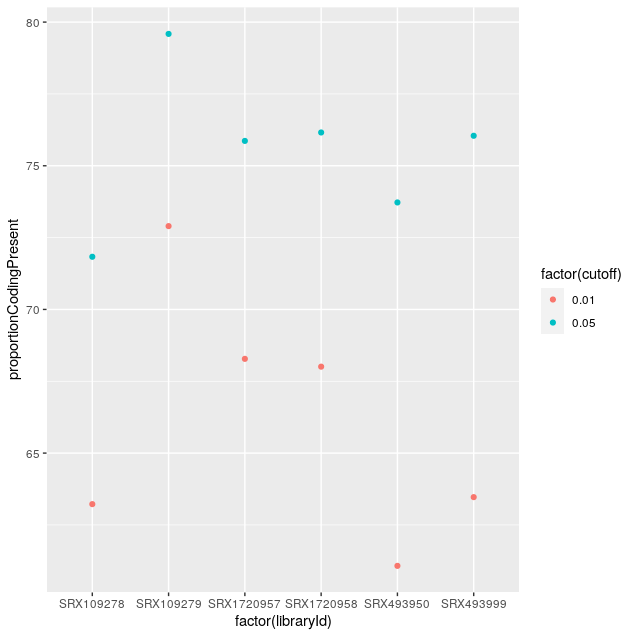 80
75
70
65
proportionCodingPresent
SRX109278 SRX109279 SRX1720957 SRX1720958 SRX493950 SRX493999
factor(libraryId)
factor(cutoff)
0.01
0.05